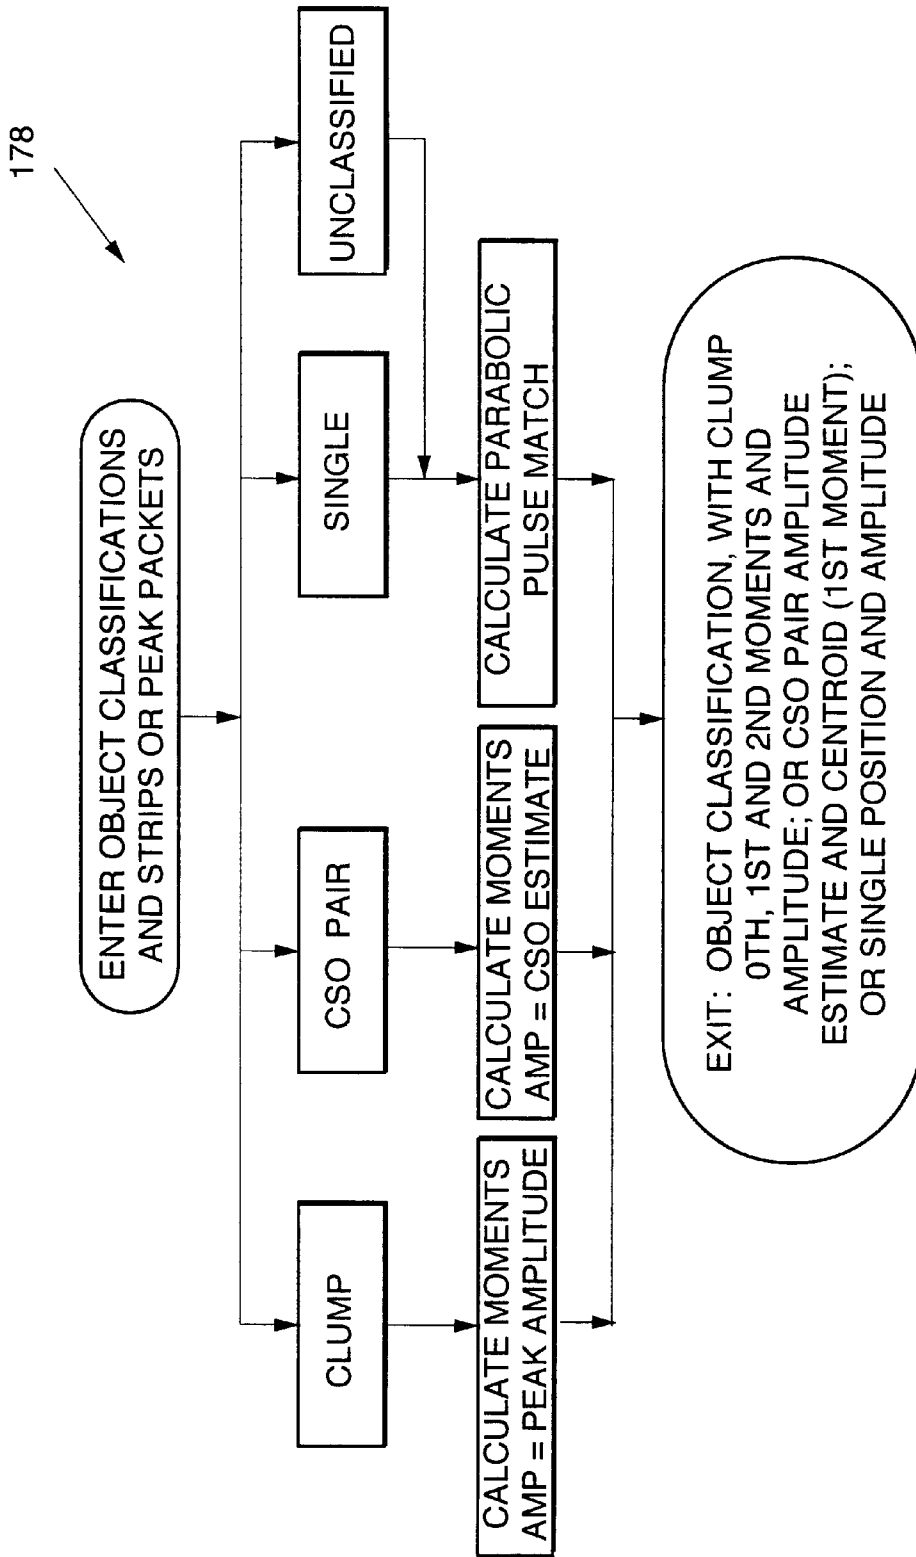 178
ENTER OBJECT CLASSIFICATIONS
AND STRIPS OR PEAK PACKETS
CLUMP
CSO PAIR
SINGLE
UNCLASSIFIED
CALCULATE MOMENTS
AMP = PEAK AMPLITUDE
CALCULATE MOMENTS
AMP = CSO ESTIMATE
CALCULATE PARABOLIC
PULSE MATCH
EXIT: OBJECT CLASSIFICATION, WITH CLUMP
0TH, 1ST AND 2ND MOMENTS AND
AMPLITUDE; OR CSO PAIR AMPLITUDE
ESTIMATE AND CENTROID (1ST MOMENT);
OR SINGLE POSITION AND AMPLITUDE